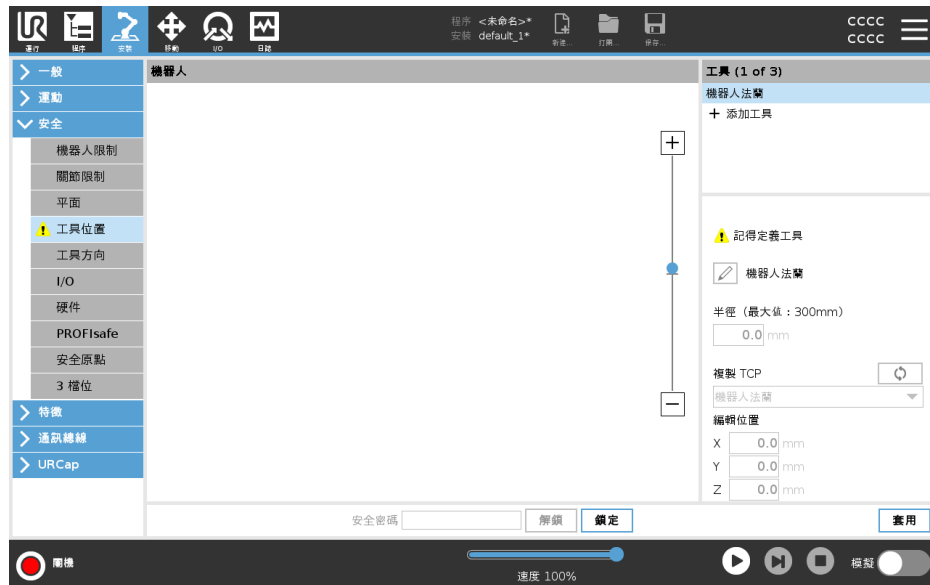 程序 <未命名>*
安裝 default_1*
運行 程序 安裝 移動 I/O 日誌
新建... 打開... 保存...
cccc
cccc
一般
運動
安全
機器人限制
關節限制
平面
工具位置
工具方向
I/O
硬件
PROFIsafe
安全原點
3 檔位
特徵
通訊總線
URCap
機器人
工具 (1 of 3)
機器人法蘭
添加工具
記得定義工具
機器人法蘭
半徑（最大值：300mm）
0.0 mm
複製 TCP
機器人法蘭
編輯位置
X 0.0 mm
Y 0.0 mm
Z 0.0 mm
安全密碼 解鎖 鎖定 套用
關機
速度 100%
模擬